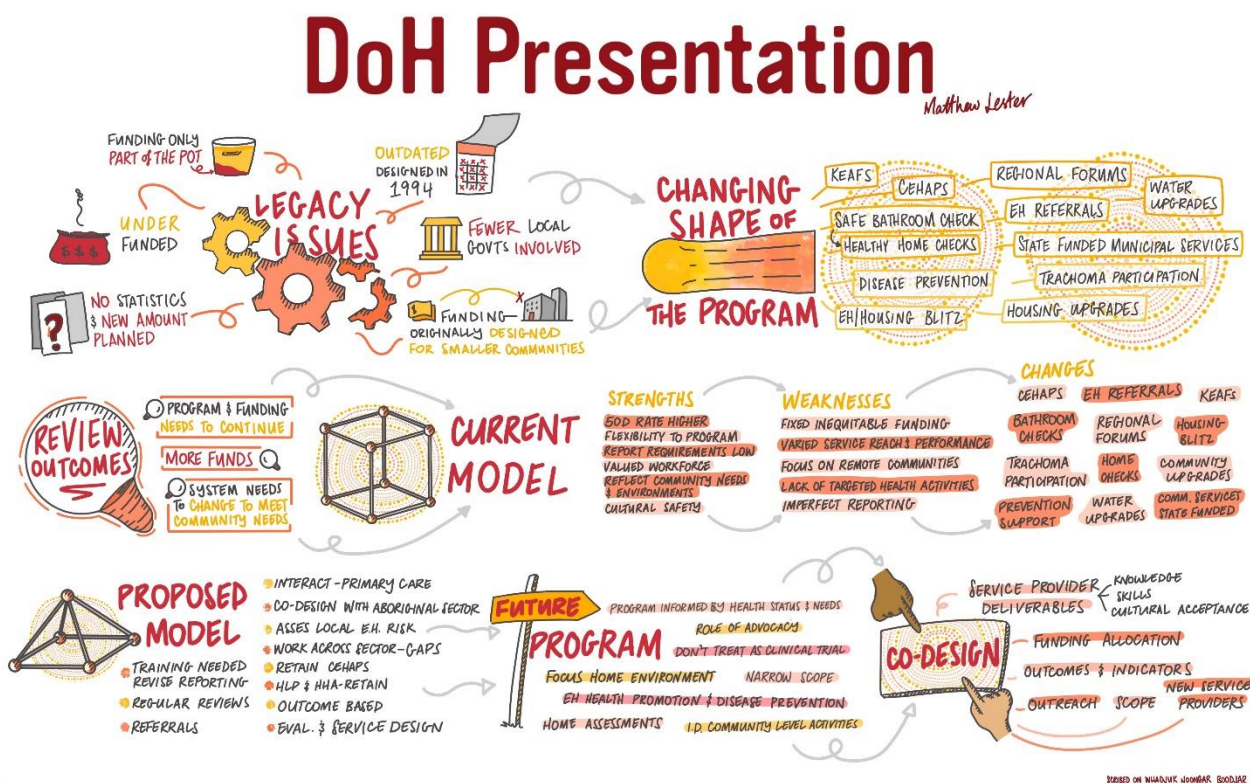 DoH Presentation
Matthew Lester
FUNDING ONLY
PART of THE POT
UNDER
FUNDED
$$$
NO STATISTICS
& NEW AMOUNT
PLANNED
?
LEGACY
ISSUES
OUTDATED
DESIGNED IN
1994
FEWER LOCAL
GOVTS INVOLVED
FUNDING
ORIGINALLY DESIGNED
FOR SMALLER COMMUNITIES
CHANGING
SHAPE OF
THE PROGRAM
KEAFS
CEHAPS
SAFE BATHROOM CHECK
HEALTHY HOME CHECKS
DISEASE PREVENTION
EH/HOUSING BLITZ
REGIONAL FORUMS
WATER
UPGRADES
EH REFERRALS
STATE FUNDED MUNICIPAL SERVICES
TRACHOMA PARTICIPATION
HOUSING UPGRADES
REVIEW
OUTCOMES
PROGRAM & FUNDING
NEEDS TO CONTINUE
MORE FUNDS
SYSTEM NEEDS
TO CHANGE TO MEET
COMMUNITY NEEDS
CURRENT
MODEL
STRENGTHS
50D RATE HIGHER
FLEXIBILITY TO PROGRAM
REPORT REQUIREMENTS LOW
VALUED WORKFORCE
REFLECT COMMUNITY NEEDS
& ENVIRONMENTS
CULTURAL SAFETY
WEAKNESSES
FIXED INEQUITABLE FUNDING
VARIED SERVICE REACH & PERFORMANCE
FOCUS ON REMOTE COMMUNITIES
LACK OF TARGETED HEALTH ACTIVITIES
IMPERFECT REPORTING
CHANGES
CEHAPS
EH REFERRALS
KEAFS
BATHROOM
CHECKS
REGIONAL
FORUMS
HOUSING
BLITZ
TRACHOMA
PARTICIPATION
HOME
CHECKS
COMMUNITY
UPGRADES
PREVENTION
SUPPORT
WATER
UPGRADES
COMM. SERVICES
STATE FUNDED
PROPOSED
MODEL
TRAINING NEEDED
REVISE REPORTING
REGULAR REVIEWS
REFERRALS
INTERACT-PRIMARY CARE
CO-DESIGN WITH ABORIGINAL SECTOR
ASSES LOCAL E.H. RISK
WORK ACROSS SECTOR-GAPS
RETAIN CEHAPS
HLP & HHA-RETAIN
OUTCOME BASED
EVAL. & SERVICE DESIGN
FUTURE
PROGRAM
PROGRAM INFORMED BY HEALTH STATUS & NEEDS
ROLE OF ADVOCACY
DON'T TREAT AS CLINICAL TRIAL
FOCUS HOME ENVIRONMENT
NARROW SCOPE
EH HEALTH PROMOTION & DISEASE PREVENTION
HOME ASSESSMENTS
I.D. COMMUNITY LEVEL ACTIVITIES
CO-DESIGN
SERVICE PROVIDER
DELIVERABLES
KNOWLEDGE
SKILLS
CULTURAL ACCEPTANCE
FUNDING ALLOCATION
OUTCOMES & INDICATORS
OUTREACH
SCOPE
NEW SERVICE
PROVIDERS
SCRIBED ON WHADJUK NOONGAR BOODJAR